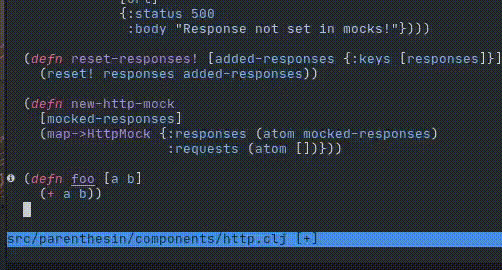 [url]
{:status 500
:body "Response not set in mocks!"})))
(defn reset-responses! [added-responses {:keys [responses]}]
(reset! responses added-responses))
(defn new-http-mock
[mocked-responses]
(map->HttpMock {:responses (atom mocked-responses)
:requests (atom [])}))
(defn foo [a b]
(+ a b))
src/parenthesin/components/http.clj [+]